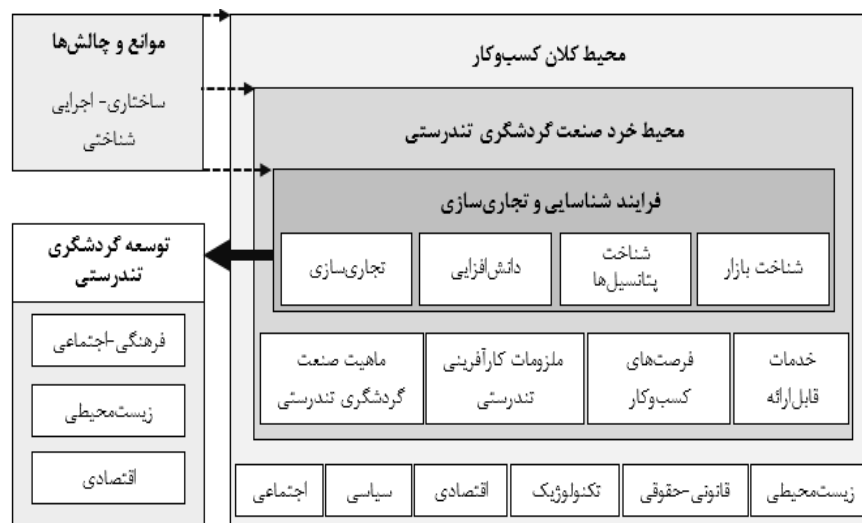 موانع و چالش‌ها
ساختاری- اجرایی
شناختی
محیط کلان کسب‌وکار
محیط خرد صنعت گردشگری تندرستی
فرایند شناسایی و تجاری‌سازی
شناخت بازار
شناخت
پتانسیل‌ها
دانش‌افزایی
تجاری‌سازی
خدمات
قابل‌ارائه
فرصت‌های
کسب‌وکار
ملزومات کارآفرینی
تندرستی
ماهیت صنعت
گردشگری تندرستی
زیست‌محیطی
قانونی-حقوقی
تکنولوژیک
اقتصادی
سیاسی
اجتماعی
توسعه گردشگری
تندرستی
فرهنگی-اجتماعی
زیست‌محیطی
اقتصادی